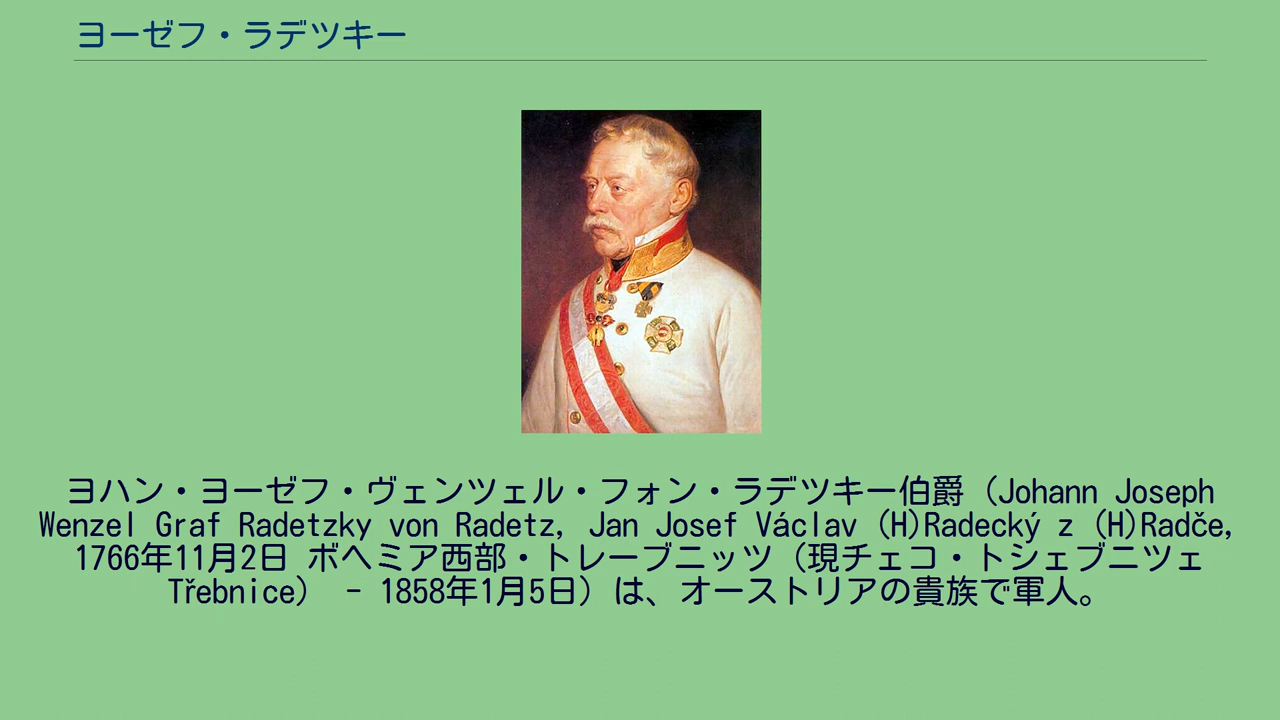 ヨーゼフ・ラデツキー
ヨハン・ヨーゼフ・ヴェンツェル・フォン・ラデツキー伯爵（Johann Joseph
Wenzel Graf Radetzky von Radetz, Jan Josef Václav (H)Radecký z (H)Radče,
1766年11月2日 ボヘミア西部・トレーブニッツ（現チェコ・トシェブニツェ
Třebnice） - 1858年1月5日）は、オーストリアの貴族で軍人。